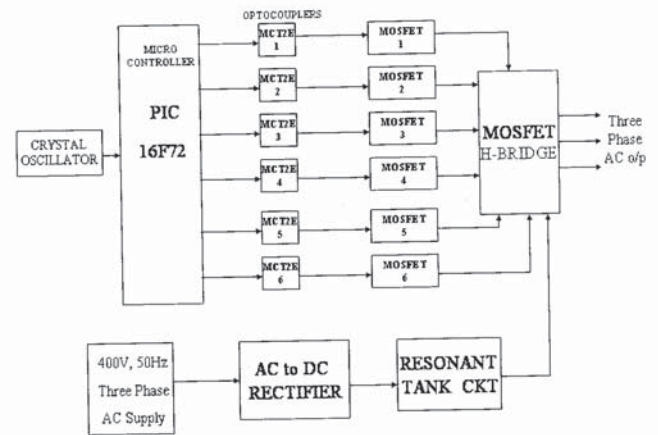 OPTOCOUPLERS
MICRO
CONTROLLER
PIC
16F72
CRYSTAL
OSCILLATOR
MCT2E
1
MOSFET
1
MCT2E
2
MOSFET
2
MCT2E
3
MOSFET
3
MCT2E
4
MOSFET
4
MCT2E
5
MOSFET
5
MCT2E
6
MOSFET
6
MOSFET
H-BRIDGE
Three
Phase
AC o/p
400V, 50Hz
Three Phase
AC Supply
AC to DC
RECTIFIER
RESONANT
TANK CKT